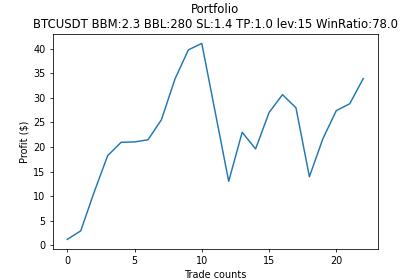 Portfolio
BTCUSDT BBM:2.3 BBL:280 SL:1.4 TP:1.0 lev:15 WinRatio:78.0
40
35
30
25
20
15
10
5
0
Profit ($)
0 5 10 15 20
Trade counts